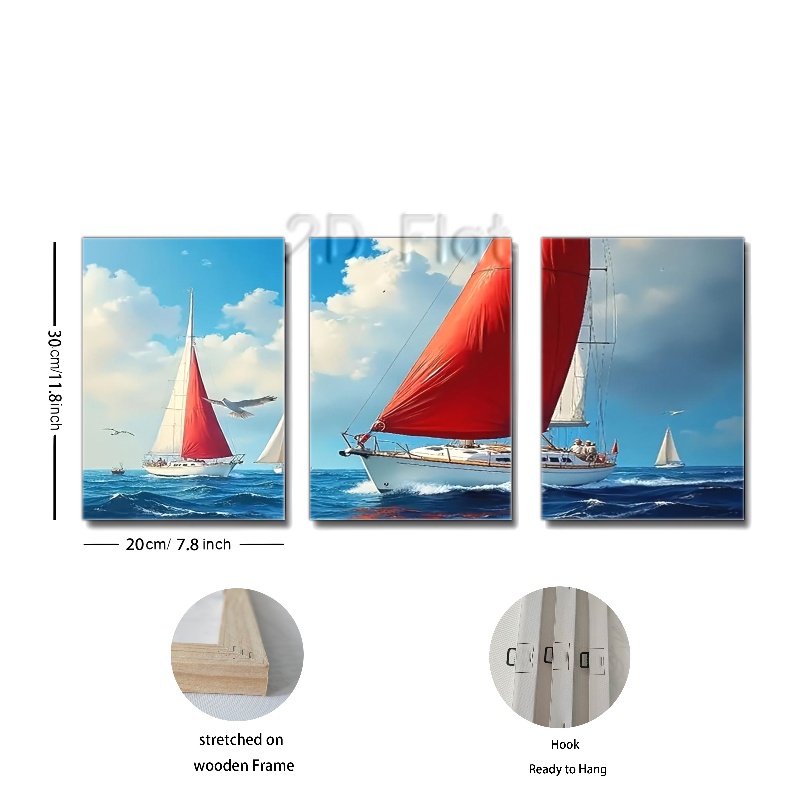 2D Flat
30cm/11.8inch
20cm/ 7.8 inch
stretched on
wooden Frame
Hook
Ready to Hang